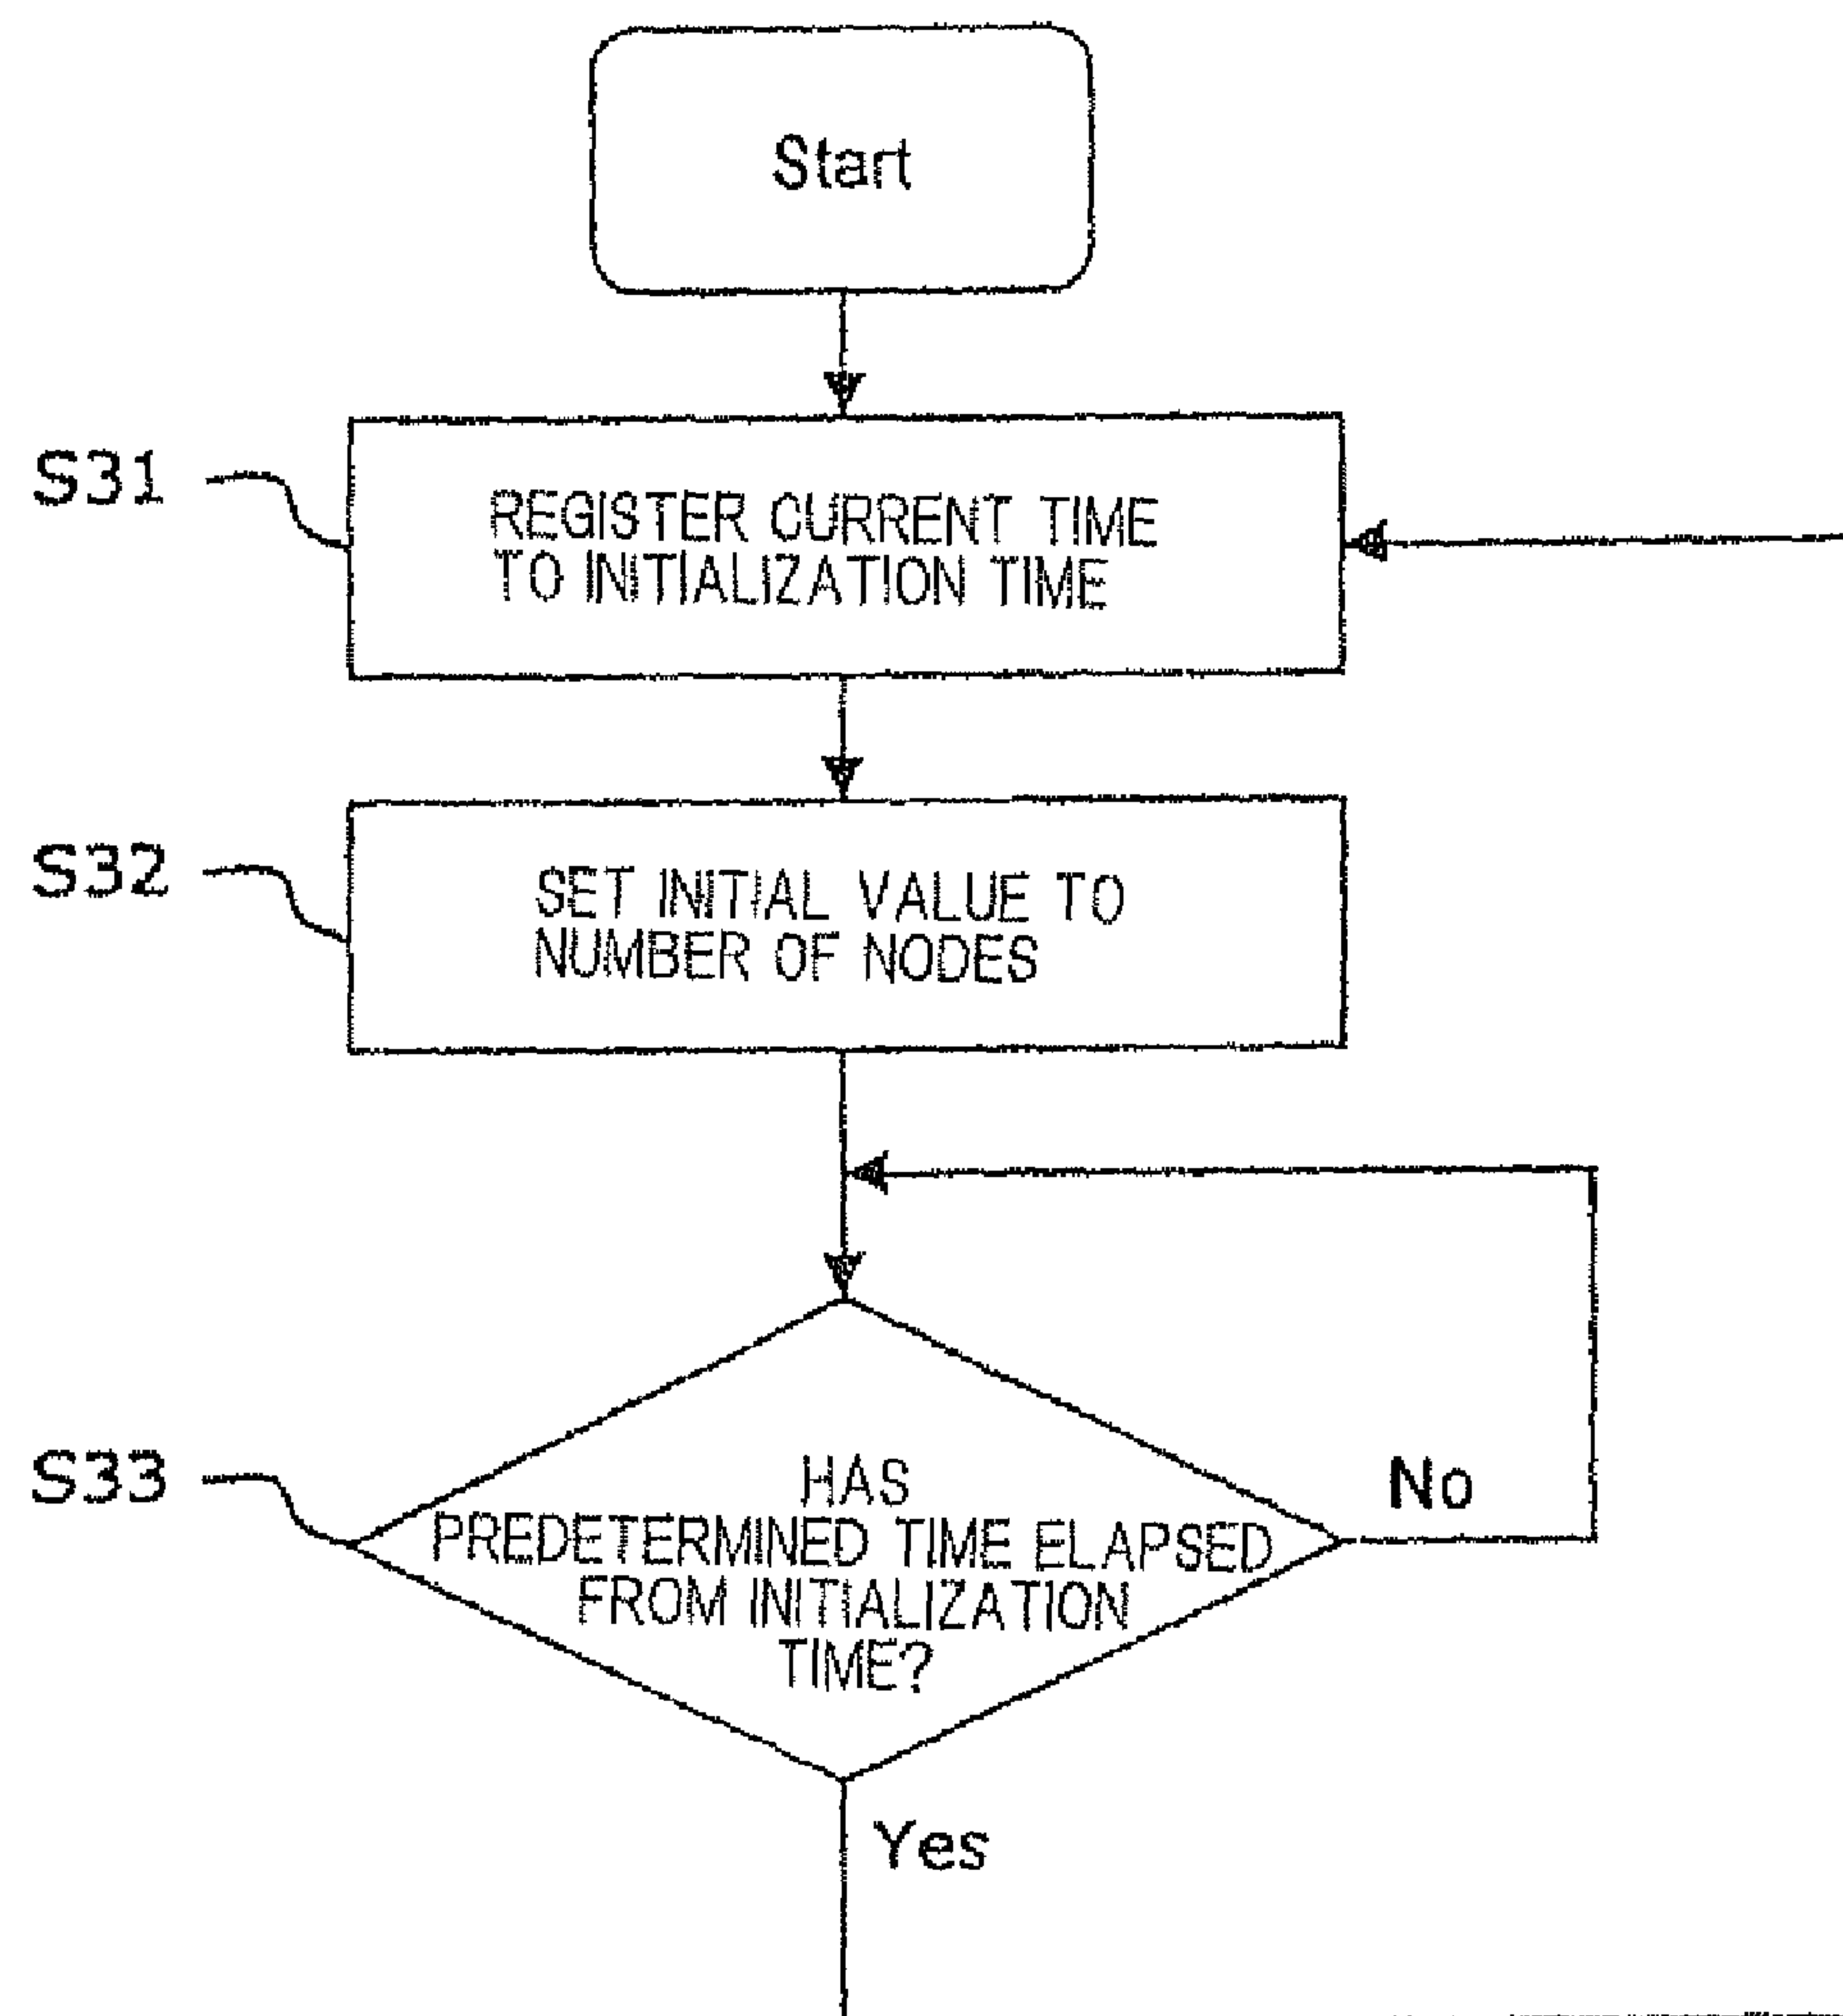 Start
S31
REGISTER CURRENT TIME
TO INITIALIZATION TIME
S32
SET INITIAL VALUE TO
NUMBER OF NODES
S33
HAS
PREDETERMINED TIME ELAPSED
FROM INITIALIZATION
TIME?
No
Yes